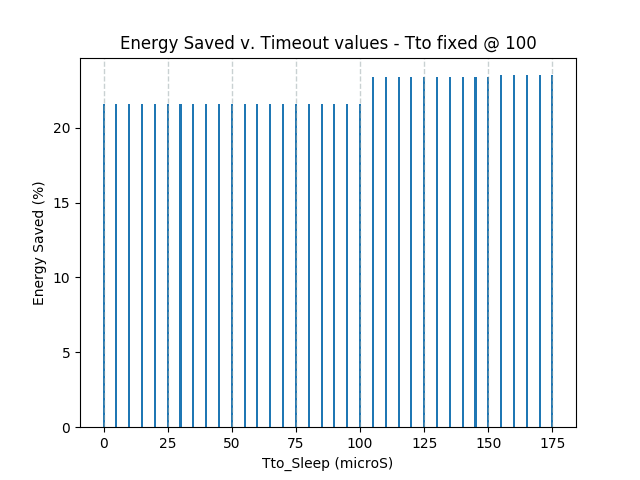 Energy Saved v. Timeout values - Tto fixed @ 100
Energy Saved (%)
20
15
10
5
0
0 25 50 75 100 125 150 175
Tto_Sleep (microS)